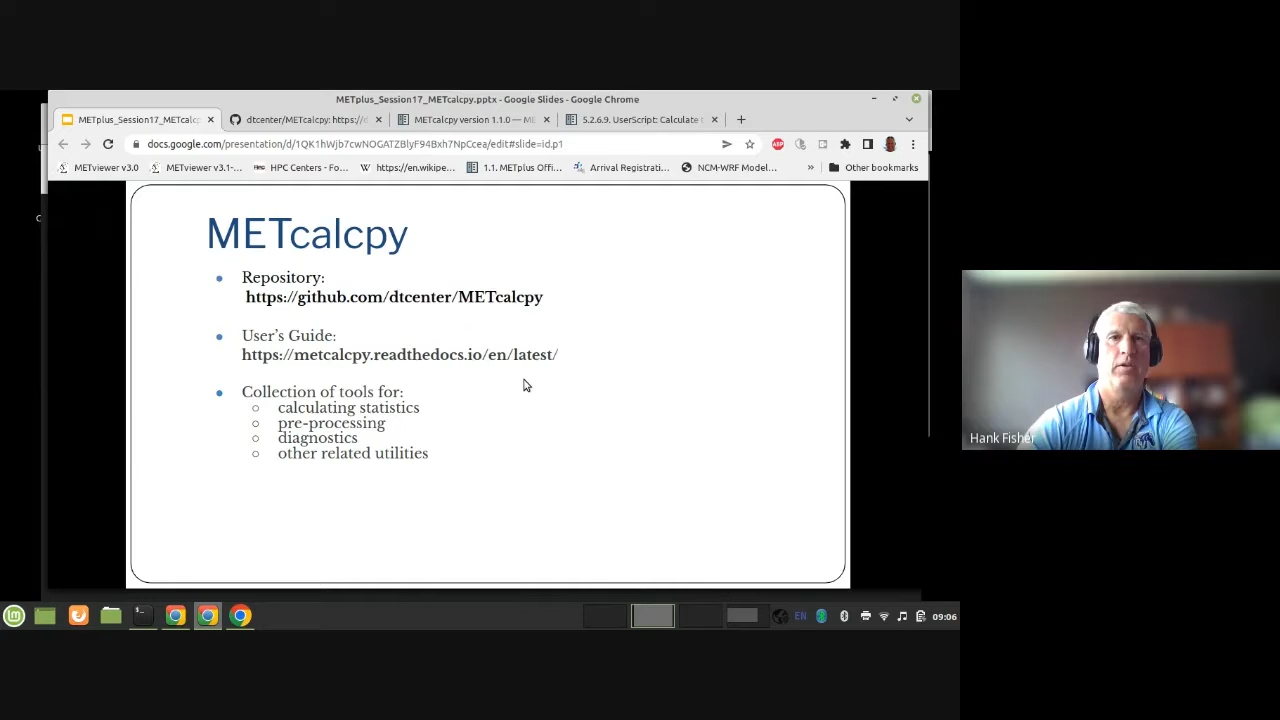 METplus_Session17_METcalcpy.pptx - Google Slides - Google Chrome
METplus_Session17_METcalc
dtcenter/METcalcpy: https://
METcalcpy version 1.1.0 —
5.2.6.9. UserScript: Calculate
docs.google.com/presentation/d/1QK1hWJb7cwNOGATZBlyF94Bxh7NpCcea/edit#slide=id.p1
METviewer v3.0
METviewer v3.1-...
HPC Centers - Fo...
https://en.wikipe...
1.1. METplus Offi...
Arrival Registrati...
NCM-WRF Model...
»
Other bookmarks
METcalcpy
• Repository:
https://github.com/dtcenter/METcalcpy
• User's Guide:
https://metcalcpy.readthedocs.io/en/latest/
• Collection of tools for:
○ calculating statistics
○ pre-processing
○ diagnostics
○ other related utilities
Hank Fisher
EN
09:06